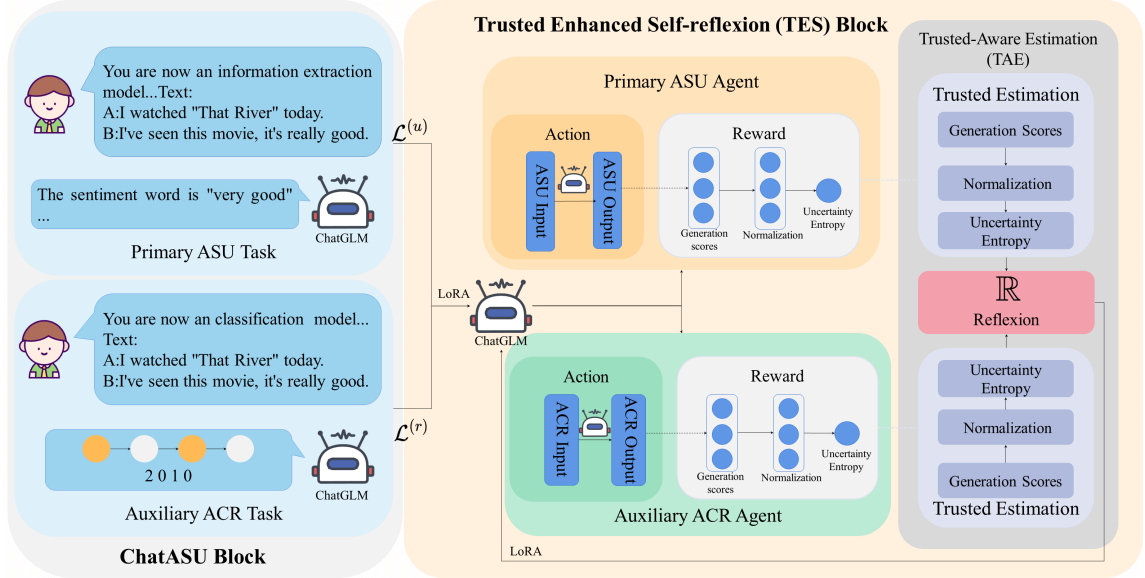 You are now an information extraction
model...Text:
A:I watched "That River" today.
B:I've seen this movie, it's really good.
The sentiment word is "very good"
...
ChatGLM
Primary ASU Task
You are now an classification model...
Text:
A:I watched "That River" today.
B:I've seen this movie, it's really good.
2 0 1 0
ChatGLM
Auxiliary ACR Task
ChatASU Block
ℒ(u)
ℒ(r)
LoRA
ChatGLM
Trusted Enhanced Self-reflexion (TES) Block
Primary ASU Agent
Action
ASU Input
ASU Output
Reward
Generation
scores
Normalization
Uncertainty
Entropy
Action
ACR Input
ACR Output
Reward
Generation
scores
Normalization
Uncertainty
Entropy
Auxiliary ACR Agent
LoRA
Trusted-Aware Estimation
(TAE)
Trusted Estimation
Generation Scores
Normalization
Uncertainty
Entropy
ℝ
Reflexion
Uncertainty
Entropy
Normalization
Generation Scores
Trusted Estimation